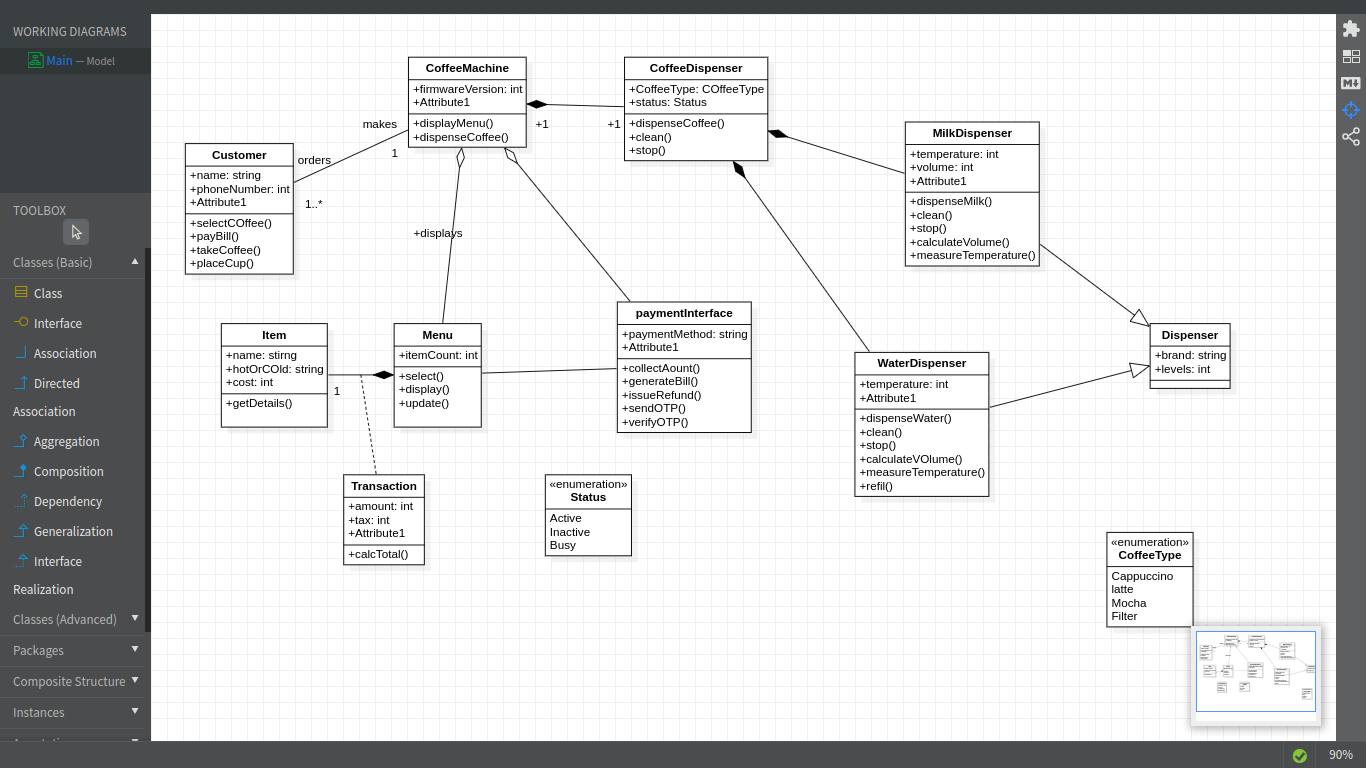 WORKING DIAGRAMS
Main — Model
TOOLBOX
Classes (Basic)
Class
Interface
Association
Directed
Association
Aggregation
Composition
Dependency
Generalization
Interface
Realization
Classes (Advanced)
Packages
Composite Structure
Instances
CoffeeMachine
+firmwareVersion: int
+Attribute1
+displayMenu()
+dispenseCoffee()
CoffeeDispenser
+CoffeeType: COffeeType
+status: Status
+dispenseCoffee()
+clean()
+stop()
+1
+1
makes
1
orders
1..*
Customer
+name: string
+phoneNumber: int
+Attribute1
+selectCOffee()
+payBill()
+takeCoffee()
+placeCup()
MilkDispenser
+temperature: int
+volume: int
+Attribute1
+dispenseMilk()
+clean()
+stop()
+calculateVolume()
+measureTemperature()
+displays
Item
+name: stirng
+hotOrCOld: string
+cost: int
+getDetails()
1
Menu
+itemCount: int
+select()
+display()
+update()
paymentInterface
+paymentMethod: string
+Attribute1
+collectAount()
+generateBill()
+issueRefund()
+sendOTP()
+verifyOTP()
WaterDispenser
+temperature: int
+Attribute1
+dispenseWater()
+clean()
+stop()
+calculateVOlume()
+measureTemperature()
+refil()
Dispenser
+brand: string
+levels: int
Transaction
+amount: int
+tax: int
+Attribute1
+calcTotal()
«enumeration»
Status
Active
Inactive
Busy
«enumeration»
CoffeeType
Cappuccino
latte
Mocha
Filter
M
90%